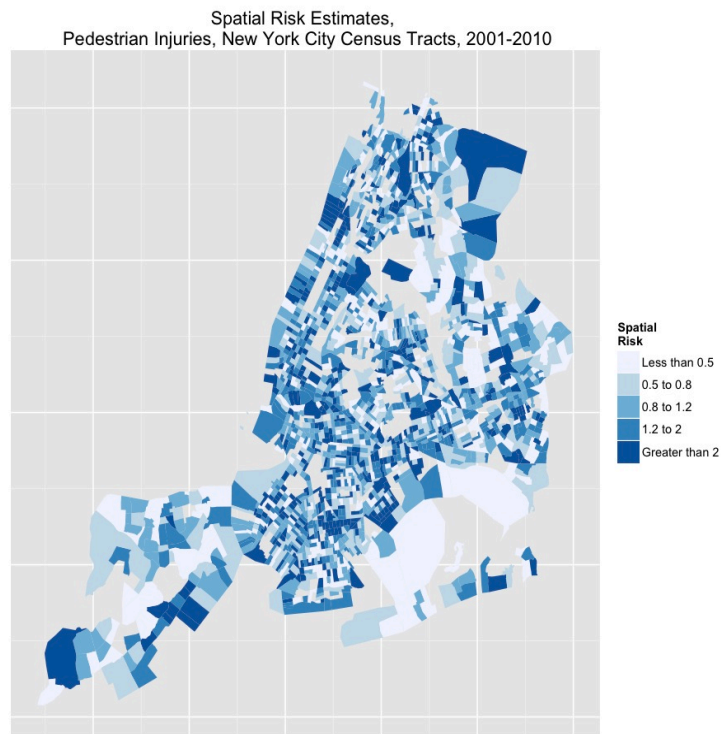 Spatial Risk Estimates,
Pedestrian Injuries, New York City Census Tracts, 2001-2010
Spatial
Risk
Less than 0.5
0.5 to 0.8
0.8 to 1.2
1.2 to 2
Greater than 2